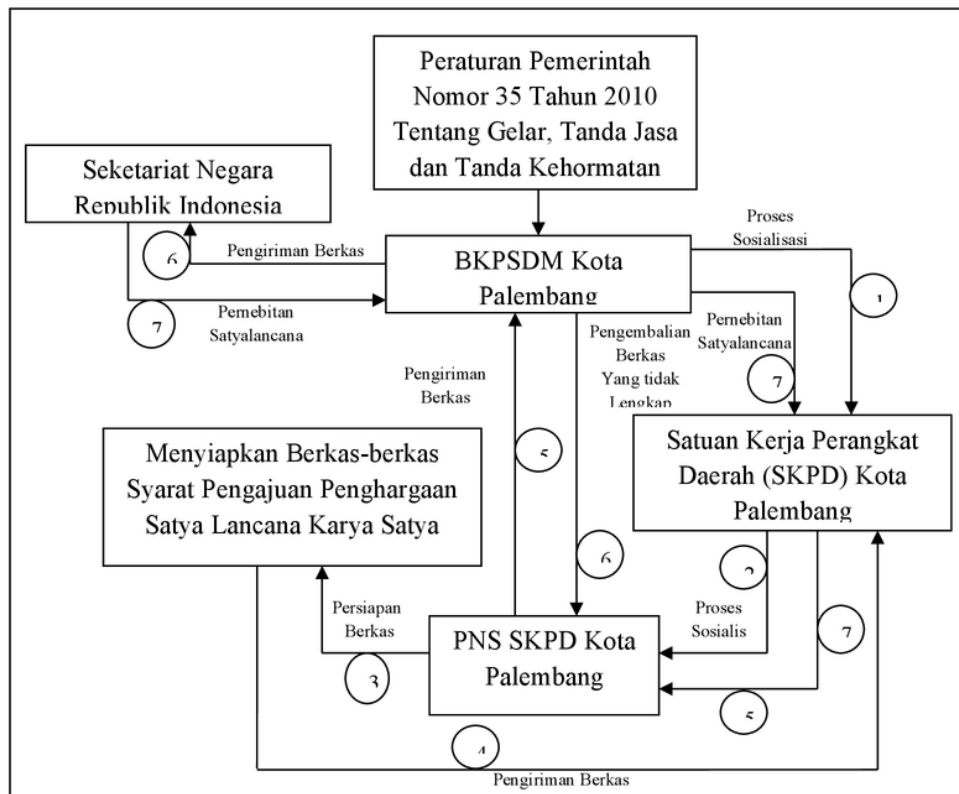 Peraturan Pemerintah
Nomor 35 Tahun 2010
Tentang Gelar, Tanda Jasa
dan Tanda Kehormatan
Seketariat Negara
Republik Indonesia
Proses
Sosialisasi
6
Pengiriman Berkas
BKPSDM Kota
Palembang
1
7
Pernebitan
Satyalancana
Pengembalian
Berkas
Yang tidak
Lengkap
Pernebitan
Satyalancana
7
Pengiriman
Berkas
Menyiapkan Berkas-berkas
Syarat Pengajuan Penghargaan
Satya Lancana Karya Satya
5
Satuan Kerja Perangkat
Daerah (SKPD) Kota
Palembang
6
2
Persiapan
Berkas
PNS SKPD Kota
Palembang
Proses
Sosialis
7
3
5
4
Pengiriman Berkas